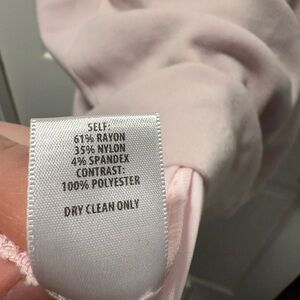 SELF:
61% RAYON
35% NYLON
4% SPANDEX
CONTRAST:
100% POLYESTER
DRY CLEAN ONLY